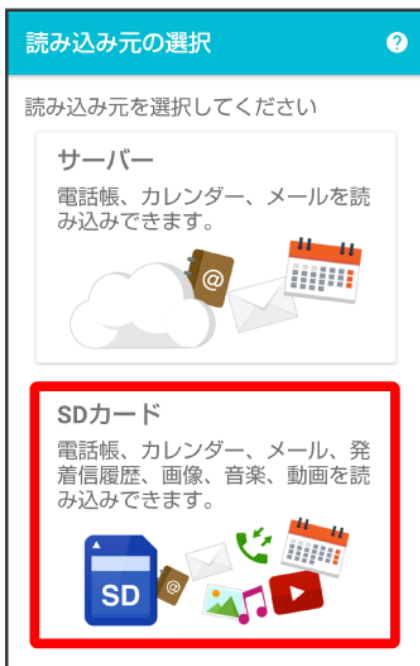 読み込み元の選択
?
読み込み元を選択してください
サーバー
電話帳、カレンダー、メールを読
み込みできます。
@
SDカード
電話帳、カレンダー、メール、発
着信履歴、画像、音楽、動画を読
み込みできます。
SD
@